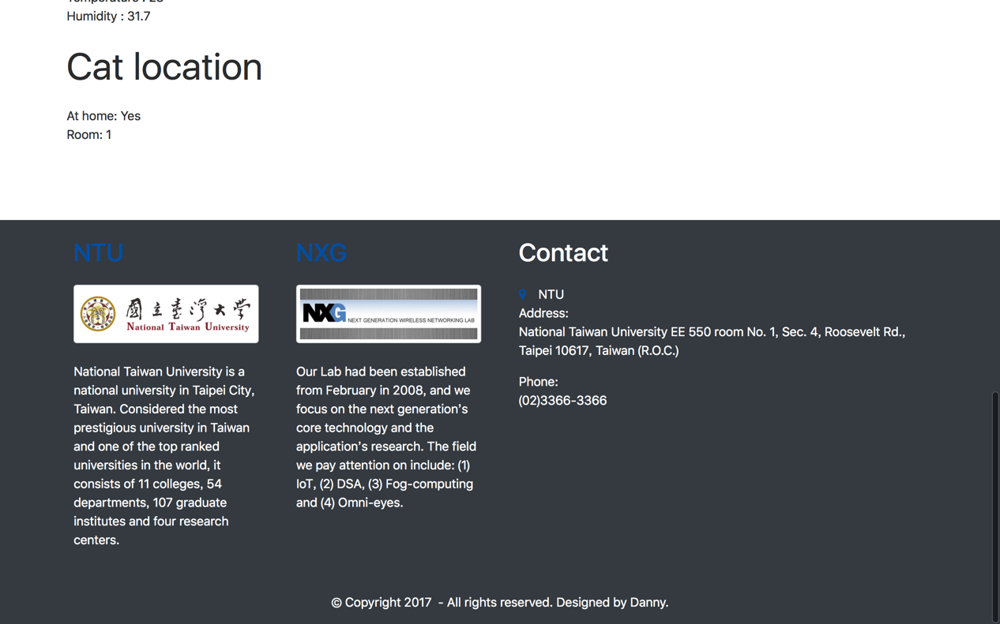 Humidity : 31.7
Cat location
At home: Yes
Room: 1
NTU
國立臺灣大學
National Taiwan University
National Taiwan University is a
national university in Taipei City,
Taiwan. Considered the most
prestigious university in Taiwan
and one of the top ranked
universities in the world, it
consists of 11 colleges, 54
departments, 107 graduate
institutes and four research
centers.
NXG
NXG NEXT GENERATION WIRELESS NETWORKING LAB
Our Lab had been established
from February in 2008, and we
focus on the next generation’s
core technology and the
application’s research. The field
we pay attention on include: (1)
IoT, (2) DSA, (3) Fog-computing
and (4) Omni-eyes.
Contact
NTU
Address:
National Taiwan University EE 550 room No. 1, Sec. 4, Roosevelt Rd.,
Taipei 10617, Taiwan (R.O.C.)
Phone:
(02)3366-3366
© Copyright 2017 - All rights reserved. Designed by Danny.